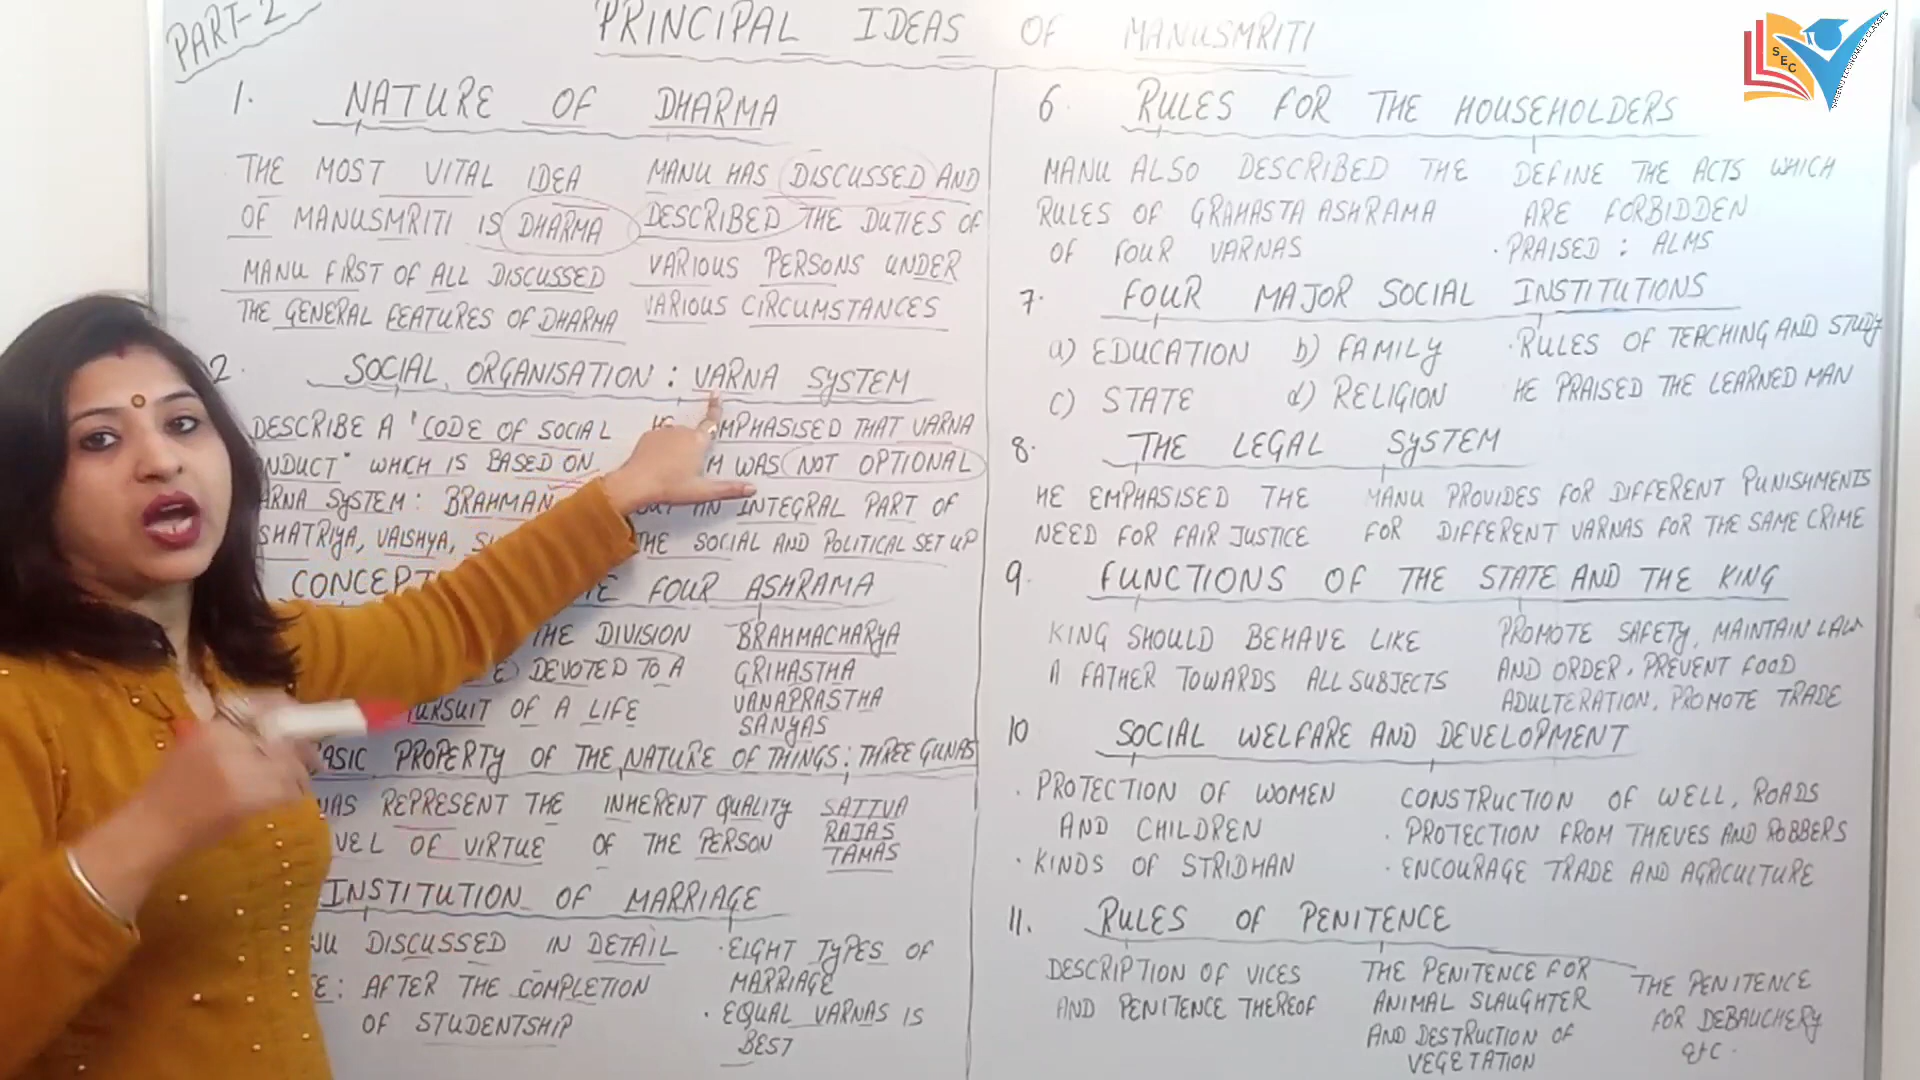 PART-2
PRINCIPAL IDEAS OF MANUSMRITI
SEC
1. NATURE OF DHARMA
THE MOST VITAL IDEA
OF MANUSMRITI IS DHARMA
MANU FIRST OF ALL DISCUSSED
THE GENERAL FEATURES OF DHARMA
MANU HAS DISCUSSED AND
DESCRIBED THE DUTIES OF
VARIOUS PERSONS UNDER
VARIOUS CIRCUMSTANCES
2. SOCIAL ORGANISATION : VARNA SYSTEM
DESCRIBE A "CODE OF SOCIAL
NDUCT" WHICH IS BASED ON
ARNA SYSTEM: BRAHMAN
SHATRIYA, VAISHYA,
EMPHASISED THAT VARNA
M WAS NOT OPTIONAL
AN INTEGRAL PART OF
THE SOCIAL AND POLITICAL SET UP
CONCEPT FOUR ASHRAMA
THE DIVISION
DEVOTED TO A
PURSUIT OF A LIFE
BRAHMACHARYA
GRIHASTHA
VANAPRASTHA
SANYAS
ASIC PROPERTY OF THE NATURE OF THINGS: THREE GUNAS
NAS REPRESENT THE
VEL OF VIRTUE
INHERENT QUALITY
OF THE PERSON
SATTVA
RAJAS
TAMAS
INSTITUTION OF MARRIAGE
NU DISCUSSED IN DETAIL
E: AFTER THE COMPLETION
OF STUDENTSHIP
· EIGHT TYPES OF
MARRIAGE
· EQUAL VARNAS IS
BEST
6. RULES FOR THE HOUSEHOLDERS
MANU ALSO DESCRIBED THE
RULES OF GRAHASTA ASHRAMA
OF FOUR VARNAS
DEFINE THE ACTS WHICH
ARE FORBIDDEN
· PRAISED : ALMS
7. FOUR MAJOR SOCIAL INSTITUTIONS
a) EDUCATION b) FAMILY
c) STATE d) RELIGION
· RULES OF TEACHING AND STUDY
HE PRAISED THE LEARNED MAN
8. THE LEGAL SYSTEM
HE EMPHASISED THE
NEED FOR FAIR JUSTICE
MANU PROVIDES FOR DIFFERENT PUNISHMENTS
FOR DIFFERENT VARNAS FOR THE SAME CRIME
9. FUNCTIONS OF THE STATE AND THE KING
KING SHOULD BEHAVE LIKE
A FATHER TOWARDS ALL SUBJECTS
PROMOTE SAFETY, MAINTAIN LAW
AND ORDER, PREVENT FOOD
ADULTERATION, PROMOTE TRADE
10 SOCIAL WELFARE AND DEVELOPMENT
· PROTECTION OF WOMEN
AND CHILDREN
· KINDS OF STRIDHAN
CONSTRUCTION OF WELL, ROADS
· PROTECTION FROM THIEVES AND ROBBERS
· ENCOURAGE TRADE AND AGRICULTURE
11. RULES OF PENITENCE
DESCRIPTION OF VICES
AND PENITENCE THEREOF
THE PENITENCE FOR
ANIMAL SLAUGHTER
AND DESTRUCTION OF
VEGETATION
THE PENITENCE
FOR DEBAUCHERY
etc.